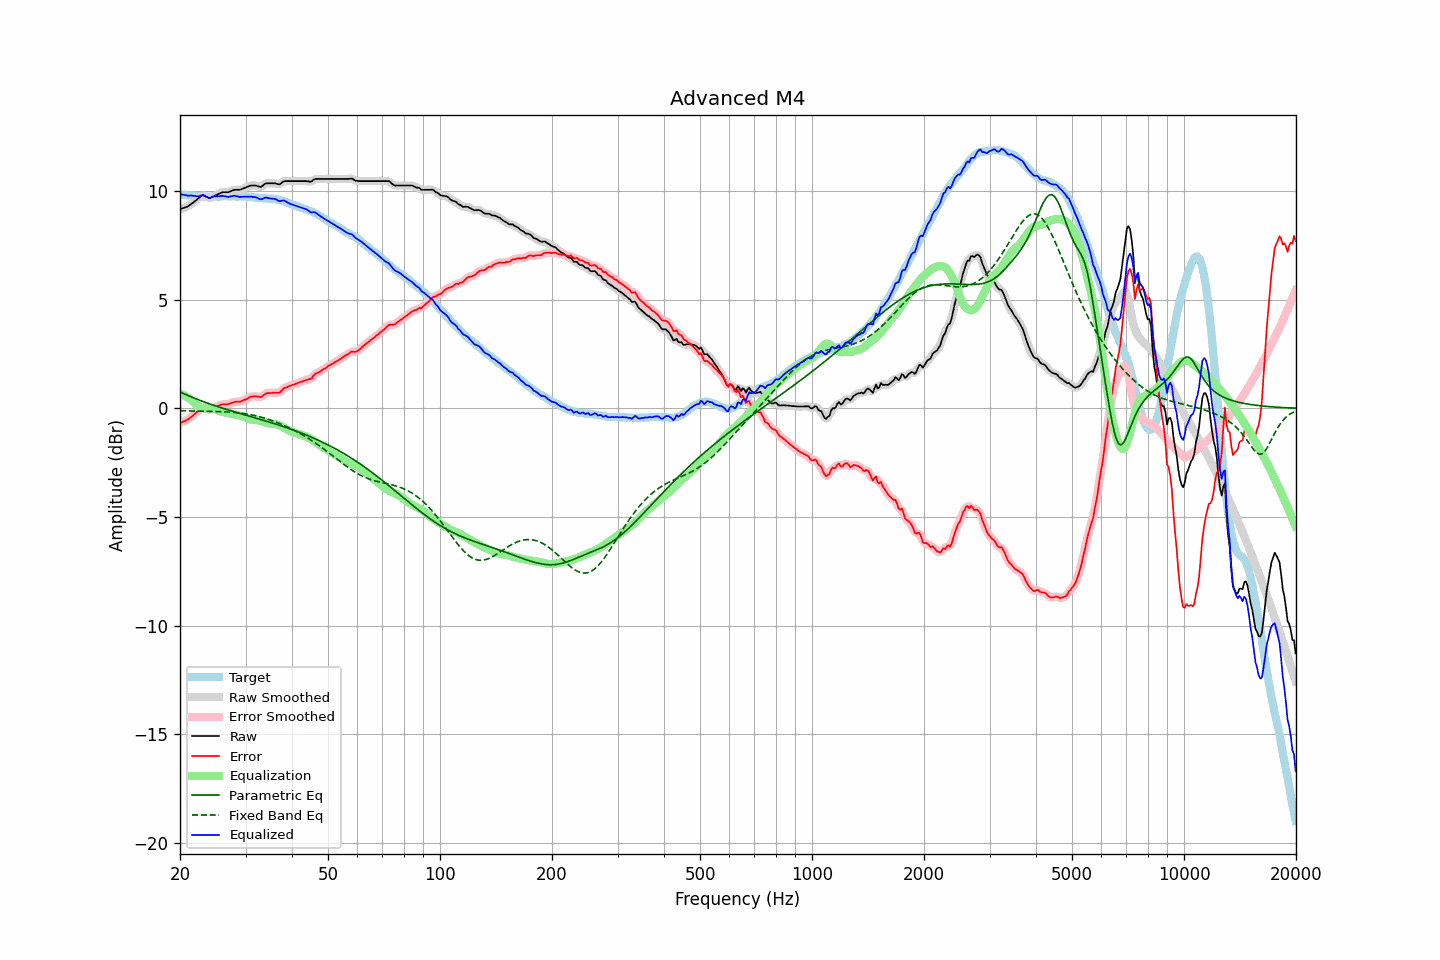 Advanced M4
Amplitude (dBr)
10
5
0
−5
−10
−15
−20
Target
Raw Smoothed
Error Smoothed
Raw
Error
Equalization
Parametric Eq
Fixed Band Eq
Equalized
20 50 100 200 500 1000 2000 5000 10000 20000
Frequency (Hz)